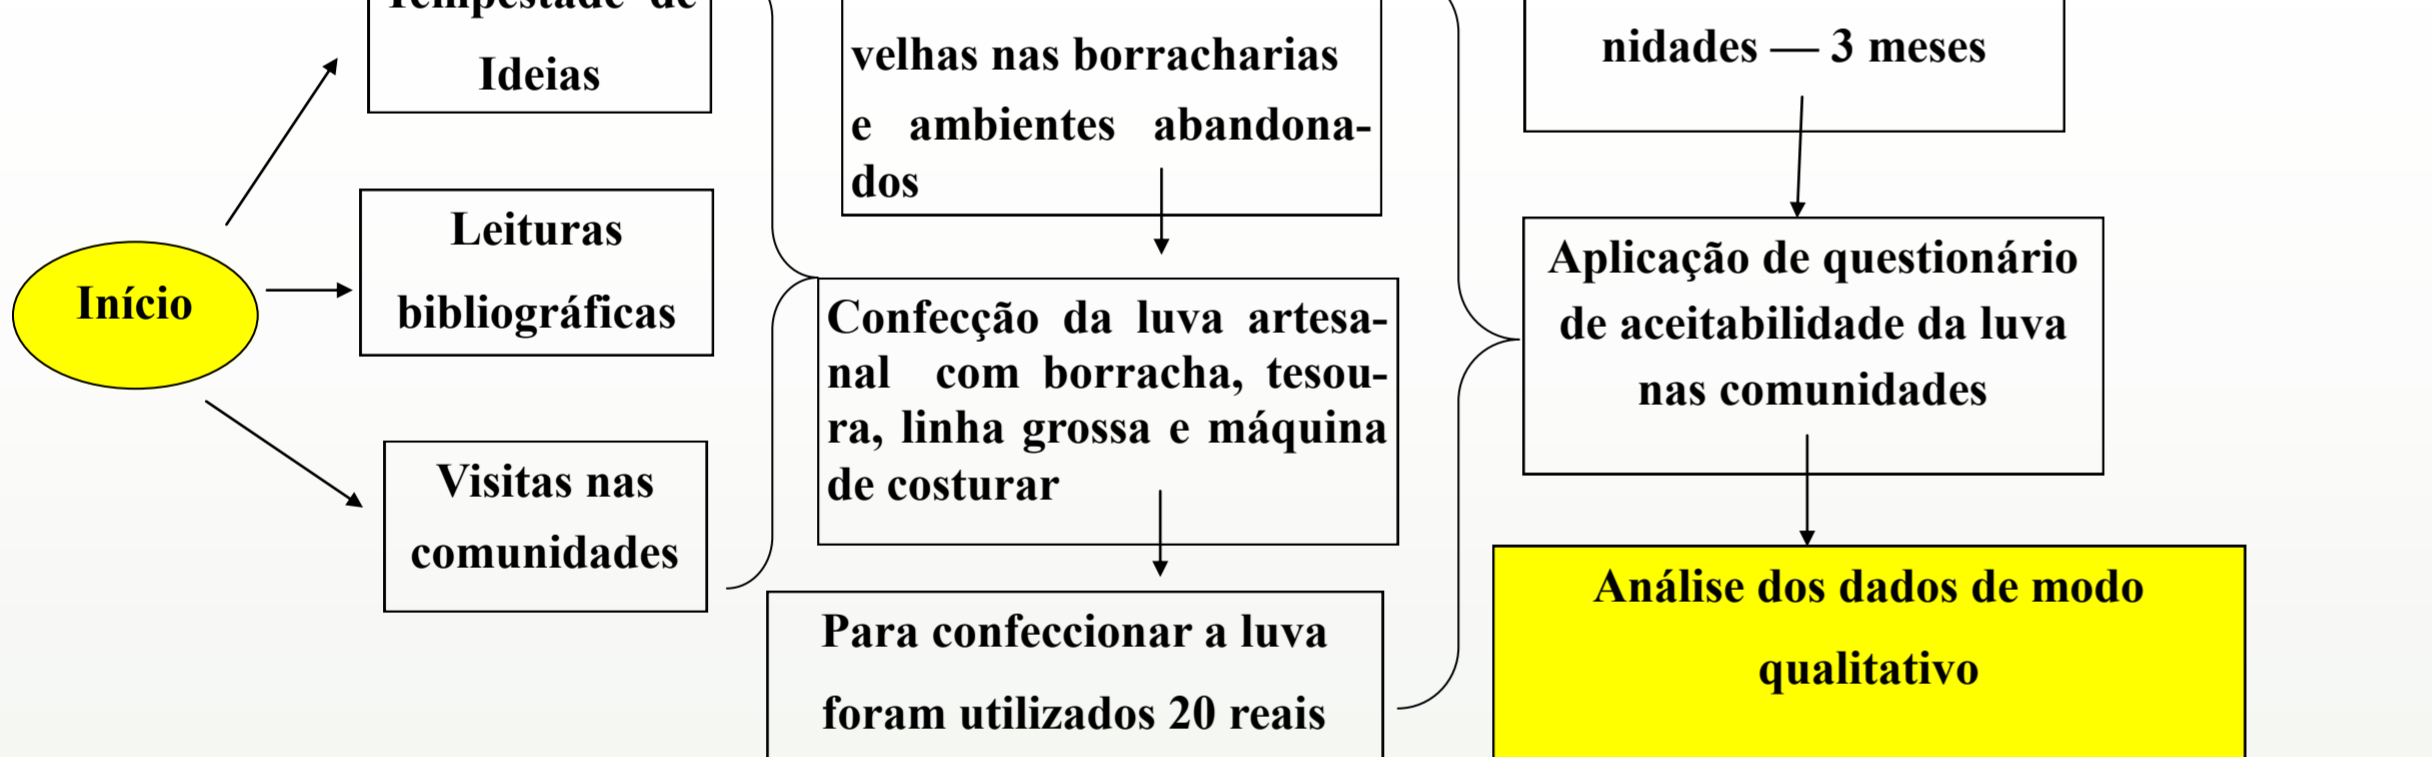 Tempestade de
Ideias
Início
Leituras
bibliográficas
Visitas nas
comunidades
velhas nas borracharias
e ambientes abandona-
dos
Confecção da luva artesa-
nal com borracha, tesou-
ra, linha grossa e máquina
de costurar
Para confeccionar a luva
foram utilizados 20 reais
nidades — 3 meses
Aplicação de questionário
de aceitabilidade da luva
nas comunidades
Análise dos dados de modo
qualitativo